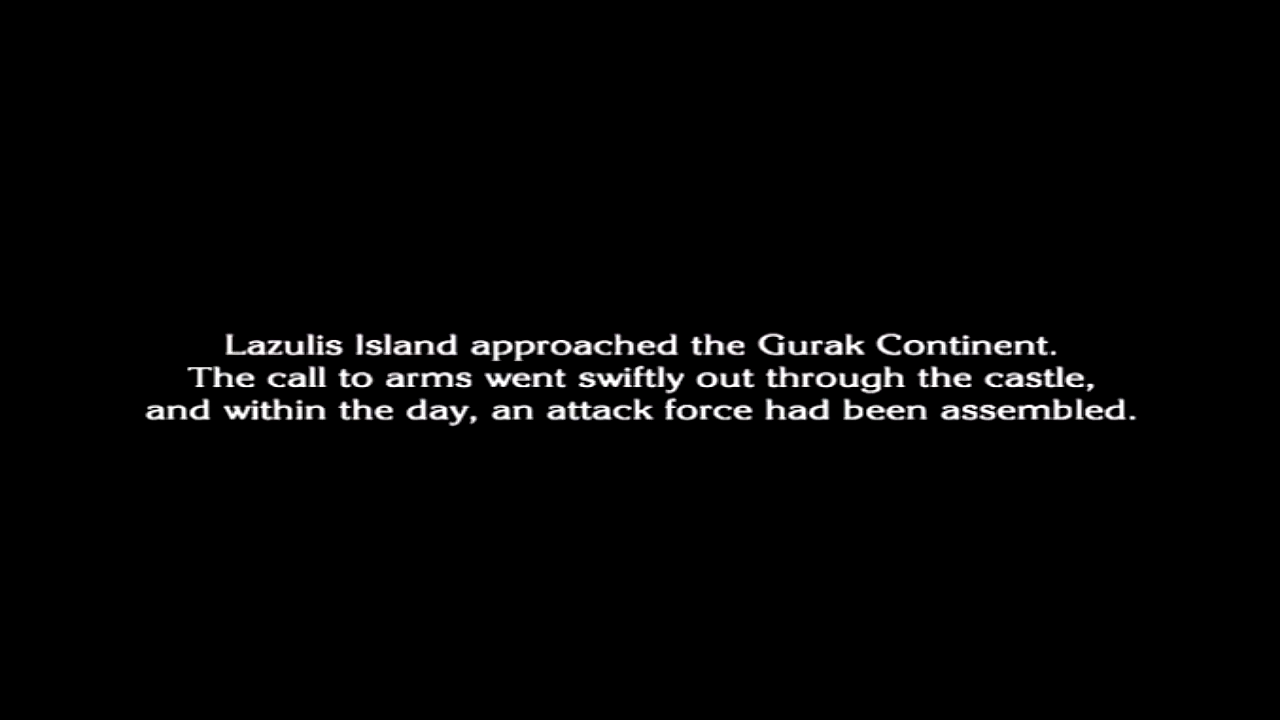 Lazulis Island approached the Gurak Continent.
The call to arms went swiftly out through the castle,
and within the day, an attack force had been assembled.